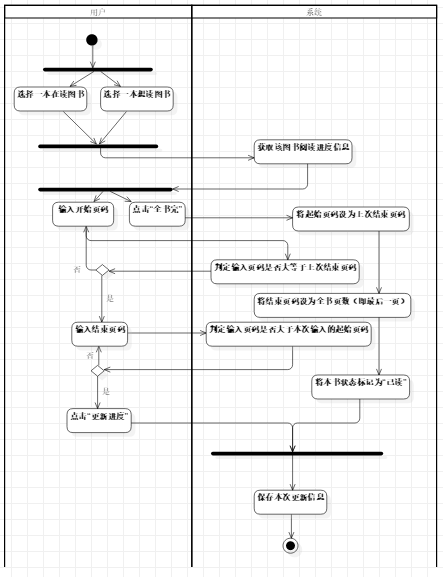 用户
系统
选择一本在读图书
选择一本想读图书
获取该图书阅读进度信息
输入开始页码
点击“全书完”
将起始页码设为上次结束页码
判定输入页码是否大等于上次结束页码
否
是
将结束页码设为全书页数（即最后一页）
输入结束页码
判定输入页码是否大于本次输入的起始页码
否
是
将本书状态标记为“已读”
点击“更新进度”
保存本次更新信息